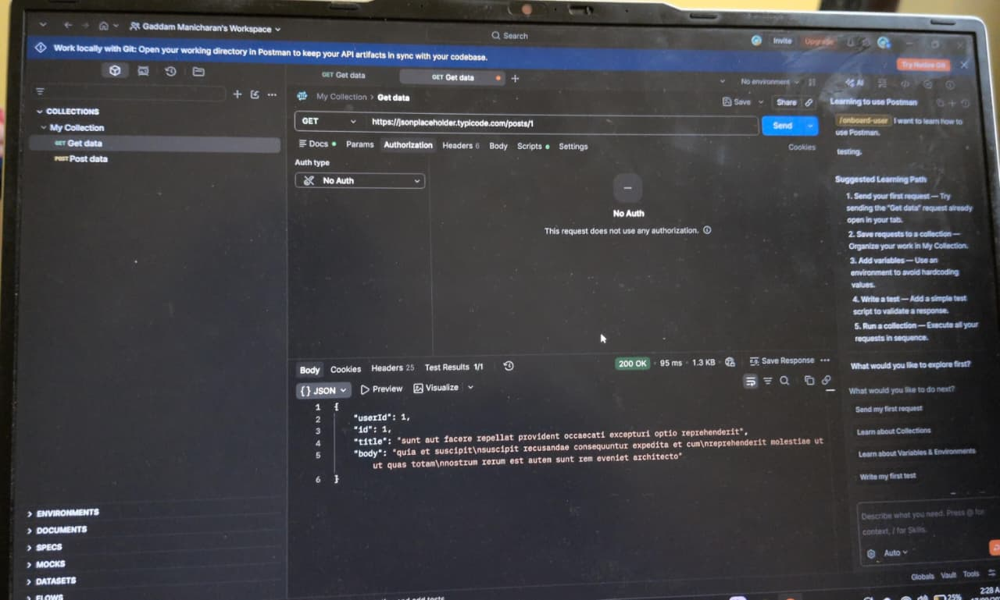 Gaddam Manicharan's Workspace
Search
Invite
Upgrade
Work locally with Git: Open your working directory in Postman to keep your API artifacts in sync with your codebase.
Try Native Git
GET Get data
GET Get data
No environment
AI
COLLECTIONS
My Collection
GET Get data
POST Post data
My Collection > Get data
Save
Share
GET
https://jsonplaceholder.typicode.com/posts/1
Send
Docs
Params
Authorization
Headers 6
Body
Scripts
Settings
Cookies
Auth type
No Auth
No Auth
This request does not use any authorization.
Body
Cookies
Headers 25
Test Results 1/1
200 OK
95 ms
1.3 KB
Save Response
{} JSON
Preview
Visualize
1 {
2 "userId": 1,
3 "id": 1,
4 "title": "sunt aut facere repellat provident occaecati excepturi optio reprehenderit",
5 "body": "quia et suscipit\nsuscipit recusandae consequuntur expedita et cum\nreprehenderit molestiae ut
ut quas totam\nnostrum rerum est autem sunt rem eveniet architecto"
6 }
Learning to use Postman
/onboard-user I want to learn how to
use Postman.
testing.
Suggested Learning Path
1. Send your first request — Try
sending the "Get data" request already
open in your tab.
2. Save requests to a collection —
Organize your work in My Collection.
3. Add variables — Use an
environment to avoid hardcoding
values.
4. Write a test — Add a simple test
script to validate a response.
5. Run a collection — Execute all your
requests in sequence.
What would you like to explore first?
What would you like to do next?
Send my first request
Learn about Collections
Learn about Variables & Environments
Write my first test
Describe what you need. Press @ for
context, / for Skills.
Auto
ENVIRONMENTS
DOCUMENTS
SPECS
MOCKS
DATASETS
FLOWS
and add tests
Globals
Vault
Tools
25%
2:28 A